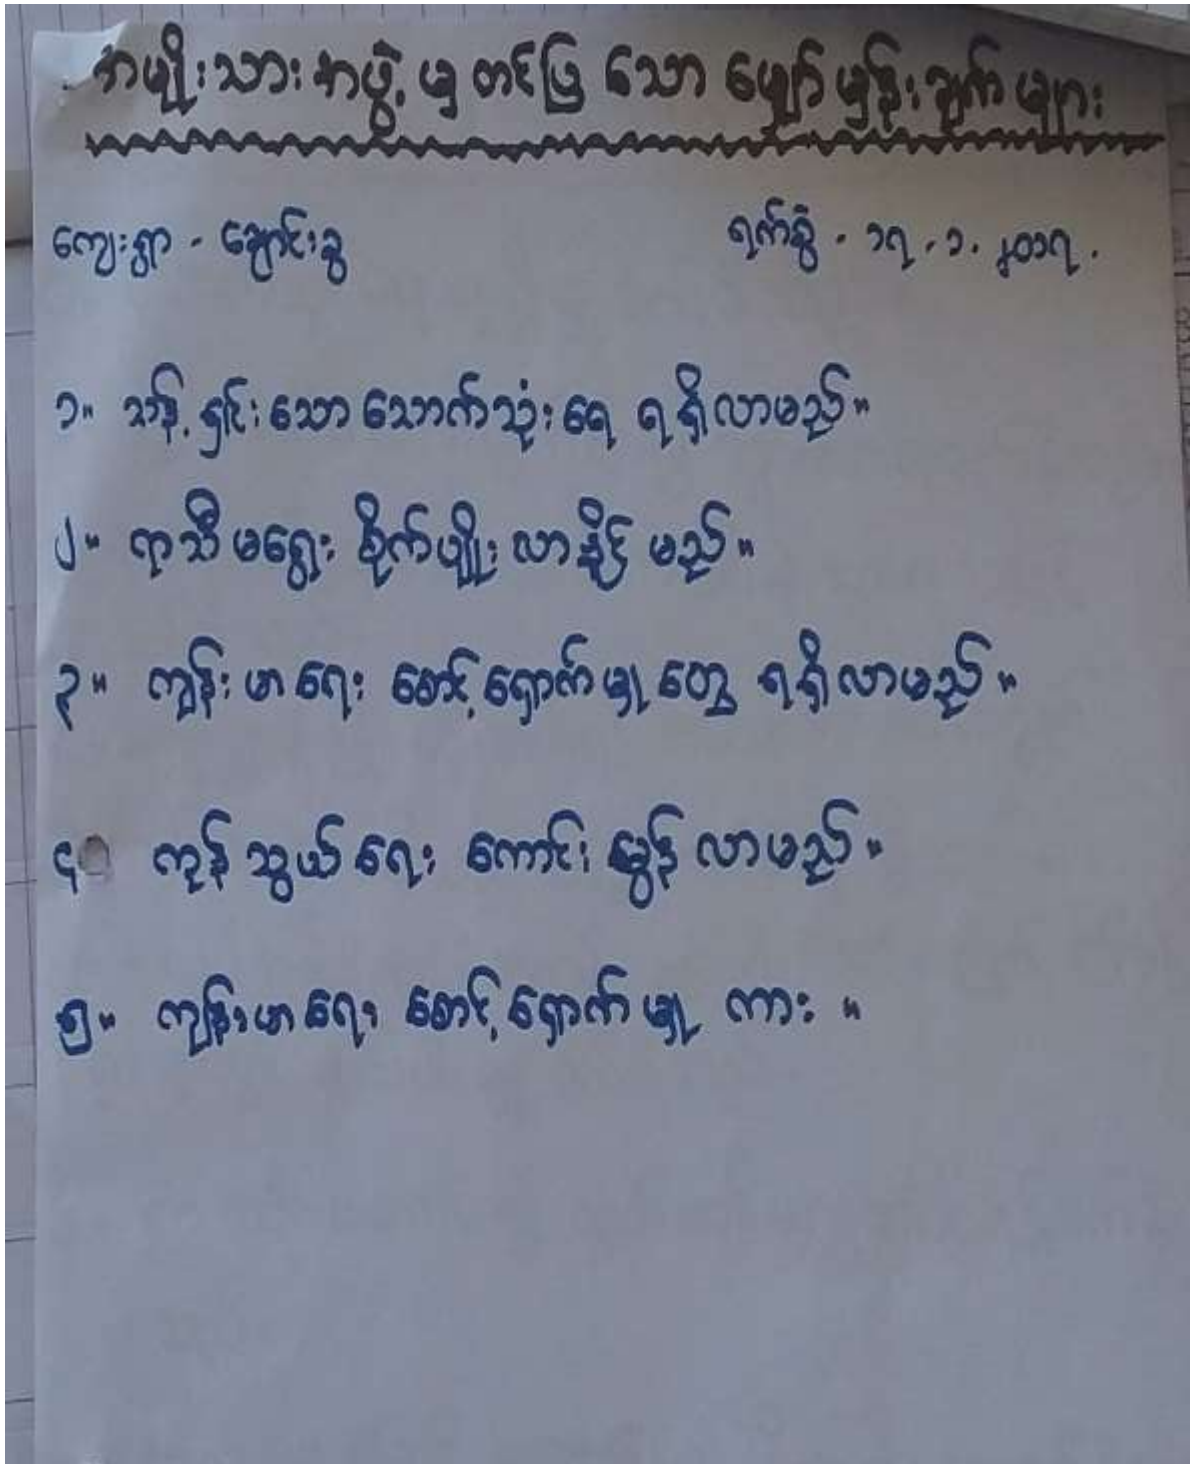 အမျိုးသားအဖွဲ့မှ တင်ပြသော မျှော်မှန်းချက်များ
ကျေးရွာ - ချောင်းခွ ရက်စွဲ - ၁၇.၁.၂၀၁၇.
၁။ သန့်ရှင်းသော သောက်သုံးရေ ရရှိလာမည်။
၂။ ရာသီမရွေး စိုက်ပျိုးလာနိုင်မည်။
၃။ ကျန်းမာရေး စောင့်ရှောက်မှုတွေ ရရှိလာမည်။
၄။ ကုန်သွယ်ရေး ကောင်းမွန်လာမည်။
၅။ ကျန်းမာရေး စောင့်ရှောက်မှု ကား ။